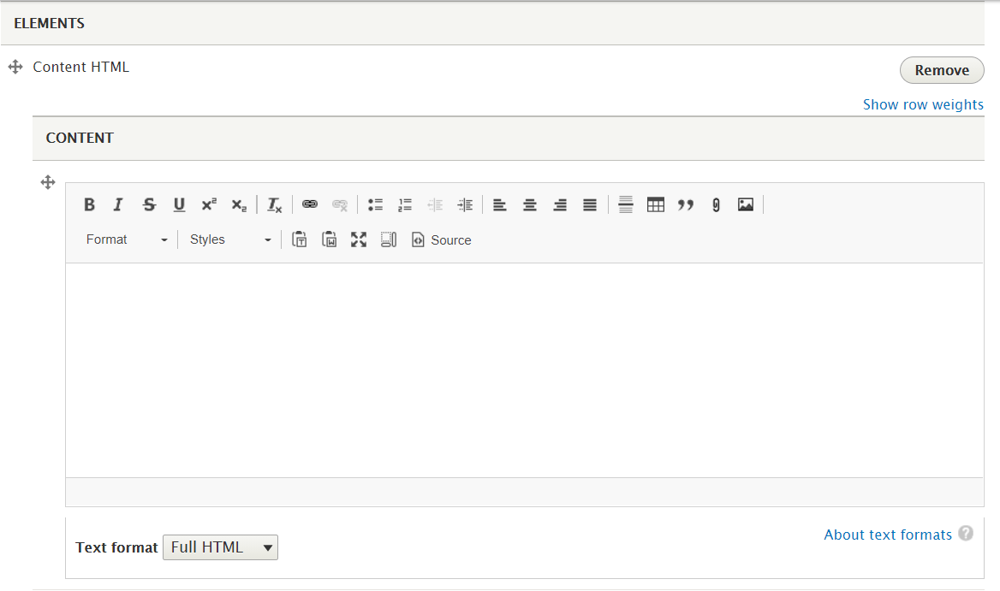 ELEMENTS
Content HTML
Remove
Show row weights
CONTENT
Format Styles Source
Text format Full HTML
About text formats ?